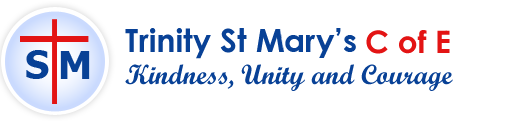 SM
Trinity St Mary's C of E
Kindness, Unity and Courage